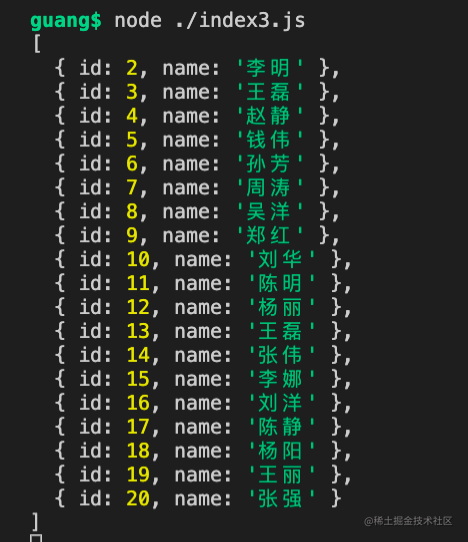 guang$ node ./index3.js
[
  { id: 2, name: '李明' },
  { id: 3, name: '王磊' },
  { id: 4, name: '赵静' },
  { id: 5, name: '钱伟' },
  { id: 6, name: '孙芳' },
  { id: 7, name: '周涛' },
  { id: 8, name: '吴洋' },
  { id: 9, name: '郑红' },
  { id: 10, name: '刘华' },
  { id: 11, name: '陈明' },
  { id: 12, name: '杨丽' },
  { id: 13, name: '王磊' },
  { id: 14, name: '张伟' },
  { id: 15, name: '李娜' },
  { id: 16, name: '刘洋' },
  { id: 17, name: '陈静' },
  { id: 18, name: '杨阳' },
  { id: 19, name: '王丽' },
  { id: 20, name: '张强' }
]
@稀土掘金技术社区